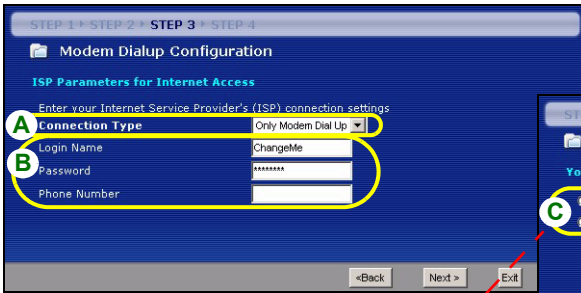 STEP 1 ▸ STEP 2 ▸ STEP 3 ▸ STEP 4
Modem Dialup Configuration
ISP Parameters for Internet Access
Enter your Internet Service Provider's (ISP) connection settings
A
Connection Type
Only Modem Dial Up
B
Login Name
ChangeMe
Password
********
Phone Number
<Back
Next >
Exit
ST
Yo
C